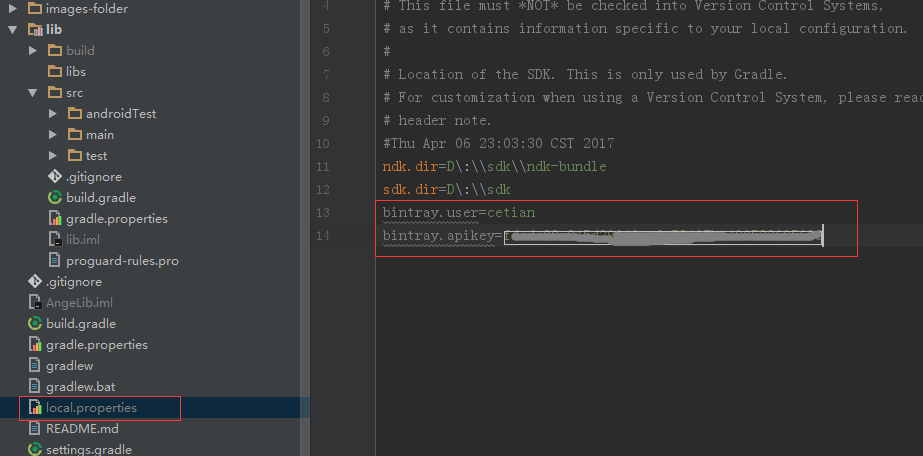 images-folder
lib
build
libs
src
androidTest
main
test
.gitignore
build.gradle
gradle.properties
lib.iml
proguard-rules.pro
.gitignore
AngeLib.iml
build.gradle
gradle.properties
gradlew
gradlew.bat
local.properties
README.md
settings.gradle
4 # This file must *NOT* be checked into Version Control Systems,
5 # as it contains information specific to your local configuration.
6 #
7 # Location of the SDK. This is only used by Gradle.
8 # For customization when using a Version Control System, please read
9 # header note.
10 #Thu Apr 06 23:03:30 CST 2017
11 ndk.dir=D\:\\sdk\\ndk-bundle
12 sdk.dir=D\:\\sdk
13 bintray.user=cetian
14 bintray.apikey=